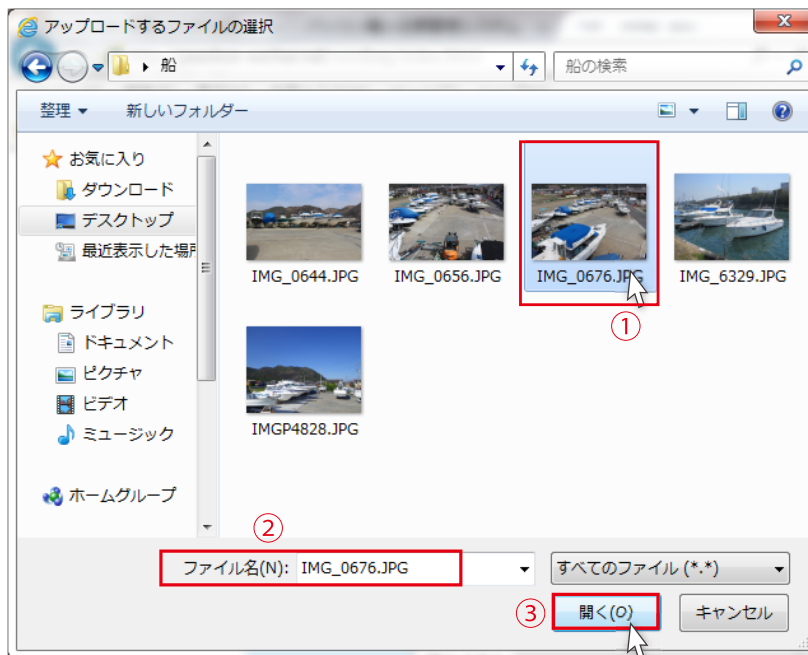 アップロードするファイルの選択
船
船の検索
整理
新しいフォルダー
お気に入り
ダウンロード
デスクトップ
最近表示した場所
ライブラリ
ドキュメント
ピクチャ
ビデオ
ミュージック
ホームグループ
IMG_0644.JPG
IMG_0656.JPG
IMG_0676.JPG
IMG_6329.JPG
①
IMGP4828.JPG
②
ファイル名(N): IMG_0676.JPG
すべてのファイル (*.*)
③
開く(O)
キャンセル